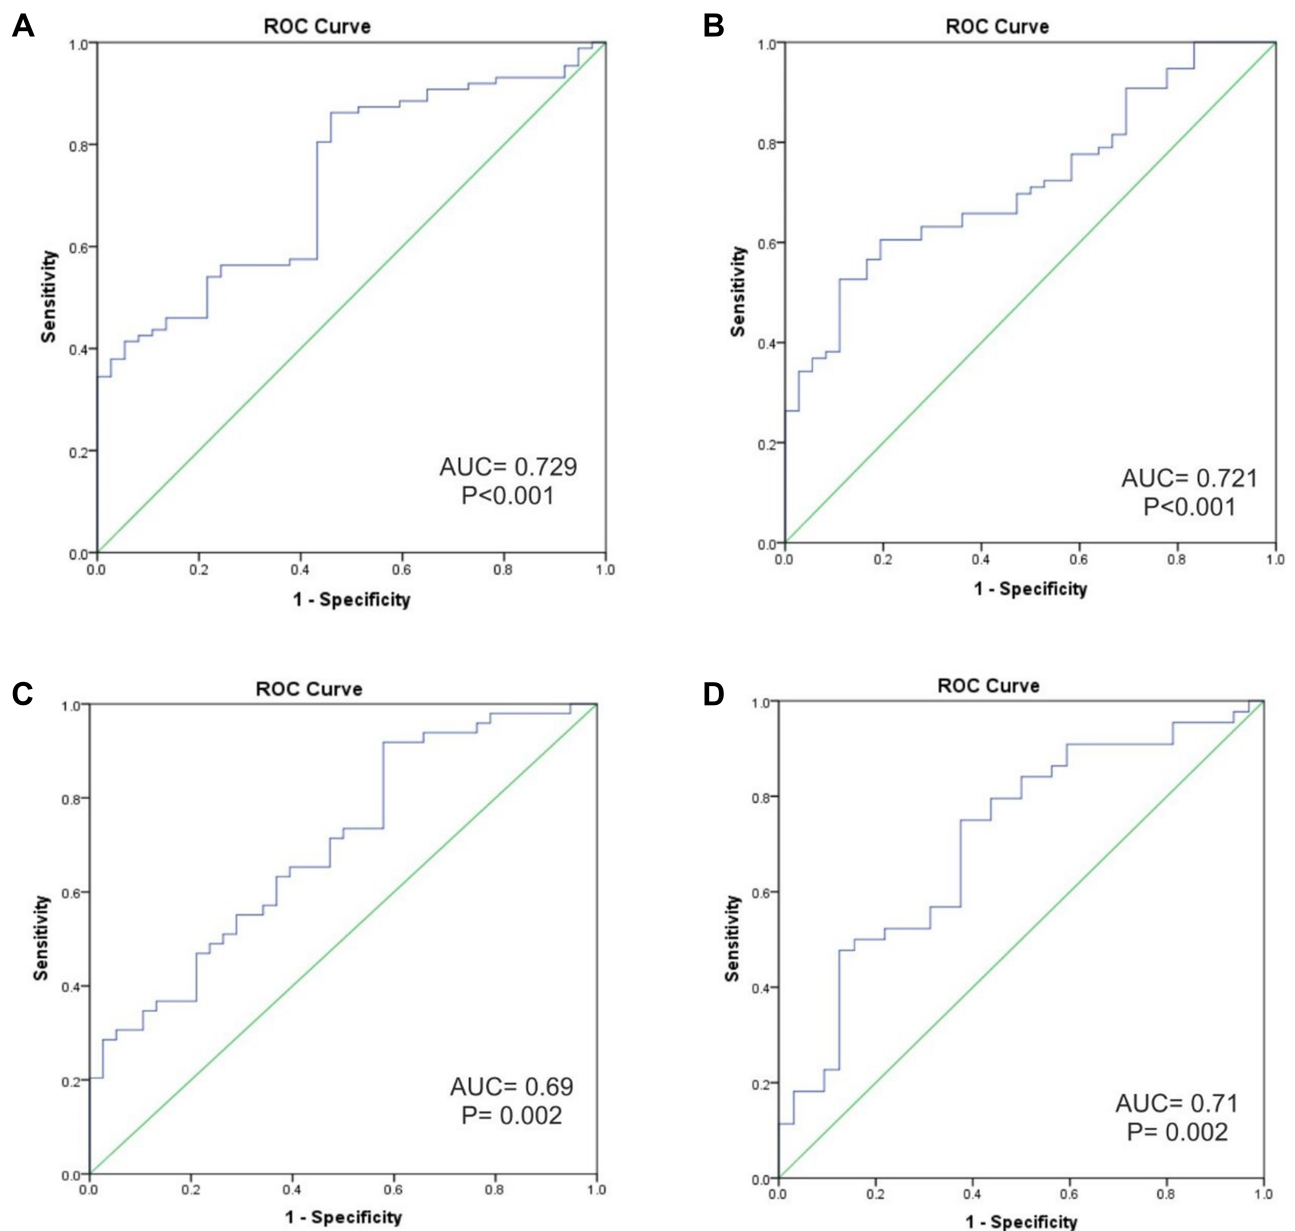 A
ROC Curve
1.0
0.8
0.6
0.4
0.2
0.0
Sensitivity
AUC= 0.729
P<0.001
0.0 0.2 0.4 0.6 0.8 1.0
1 - Specificity
B
ROC Curve
1.0
0.8
0.6
0.4
0.2
0.0
Sensitivity
AUC= 0.721
P<0.001
0.0 0.2 0.4 0.6 0.8 1.0
1 - Specificity
C
ROC Curve
1.0
0.8
0.6
0.4
0.2
0.0
Sensitivity
AUC= 0.69
P= 0.002
0.0 0.2 0.4 0.6 0.8 1.0
1 - Specificity
D
ROC Curve
1.0
0.8
0.6
0.4
0.2
0.0
Sensitivity
AUC= 0.71
P= 0.002
0.0 0.2 0.4 0.6 0.8 1.0
1 - Specificity